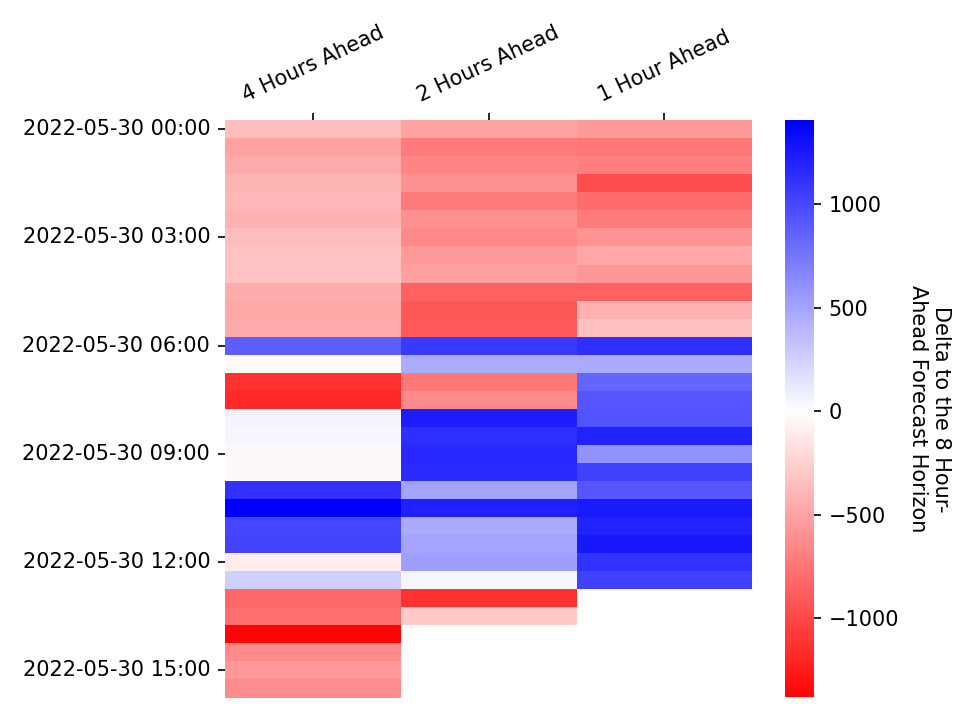 4 Hours Ahead
2 Hours Ahead
1 Hour Ahead
2022-05-30 00:00
2022-05-30 03:00
2022-05-30 06:00
2022-05-30 09:00
2022-05-30 12:00
2022-05-30 15:00
1000
500
0
−500
−1000
Delta to the 8 Hour-
Ahead Forecast Horizon